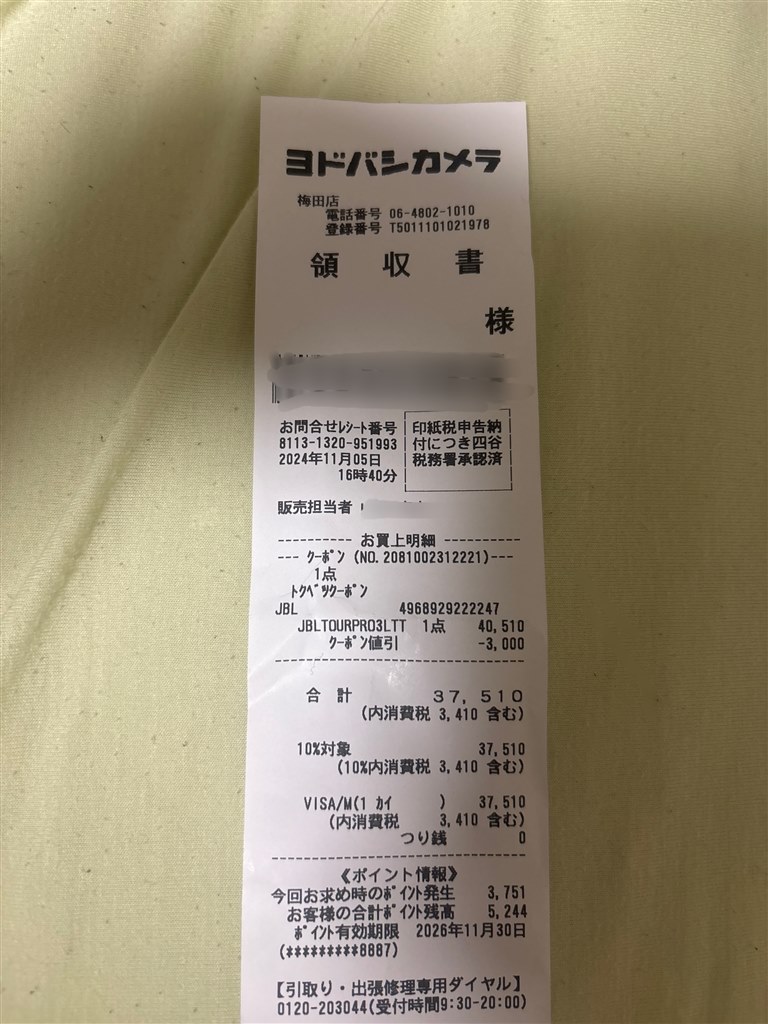 ヨドバシカメラ
梅田店
電話番号 06-4802-1010
登録番号 T5011101021978
領 収 書
様
お問合せﾚｼｰﾄ番号
8113-1320-951993
2024年11月05日
16時40分
印紙税申告納
付につき四谷
税務署承認済
販売担当者
---------- お買上明細 ----------
--- ｸｰﾎﾟﾝ (NO. 2081002312221)---
1点
ﾄｸﾍﾞﾂｸｰﾎﾟﾝ
JBL 4968929222247
JBLTOURPRO3LTT 1点 40,510
ｸｰﾎﾟﾝ値引 -3,000
合 計 37,510
(内消費税 3,410 含む)
10%対象 37,510
(10%内消費税 3,410 含む)
VISA/M(1 ｶｲ ) 37,510
(内消費税 3,410 含む)
つり銭 0
《ポイント情報》
今回お求め時のﾎﾟｲﾝﾄ発生 3,751
お客様の合計ﾎﾟｲﾝﾄ残高 5,244
ﾎﾟｲﾝﾄ有効期限 2026年11月30日
(*********8887)
【引取り・出張修理専用ダイヤル】
0120-203044(受付時間9:30-20:00)